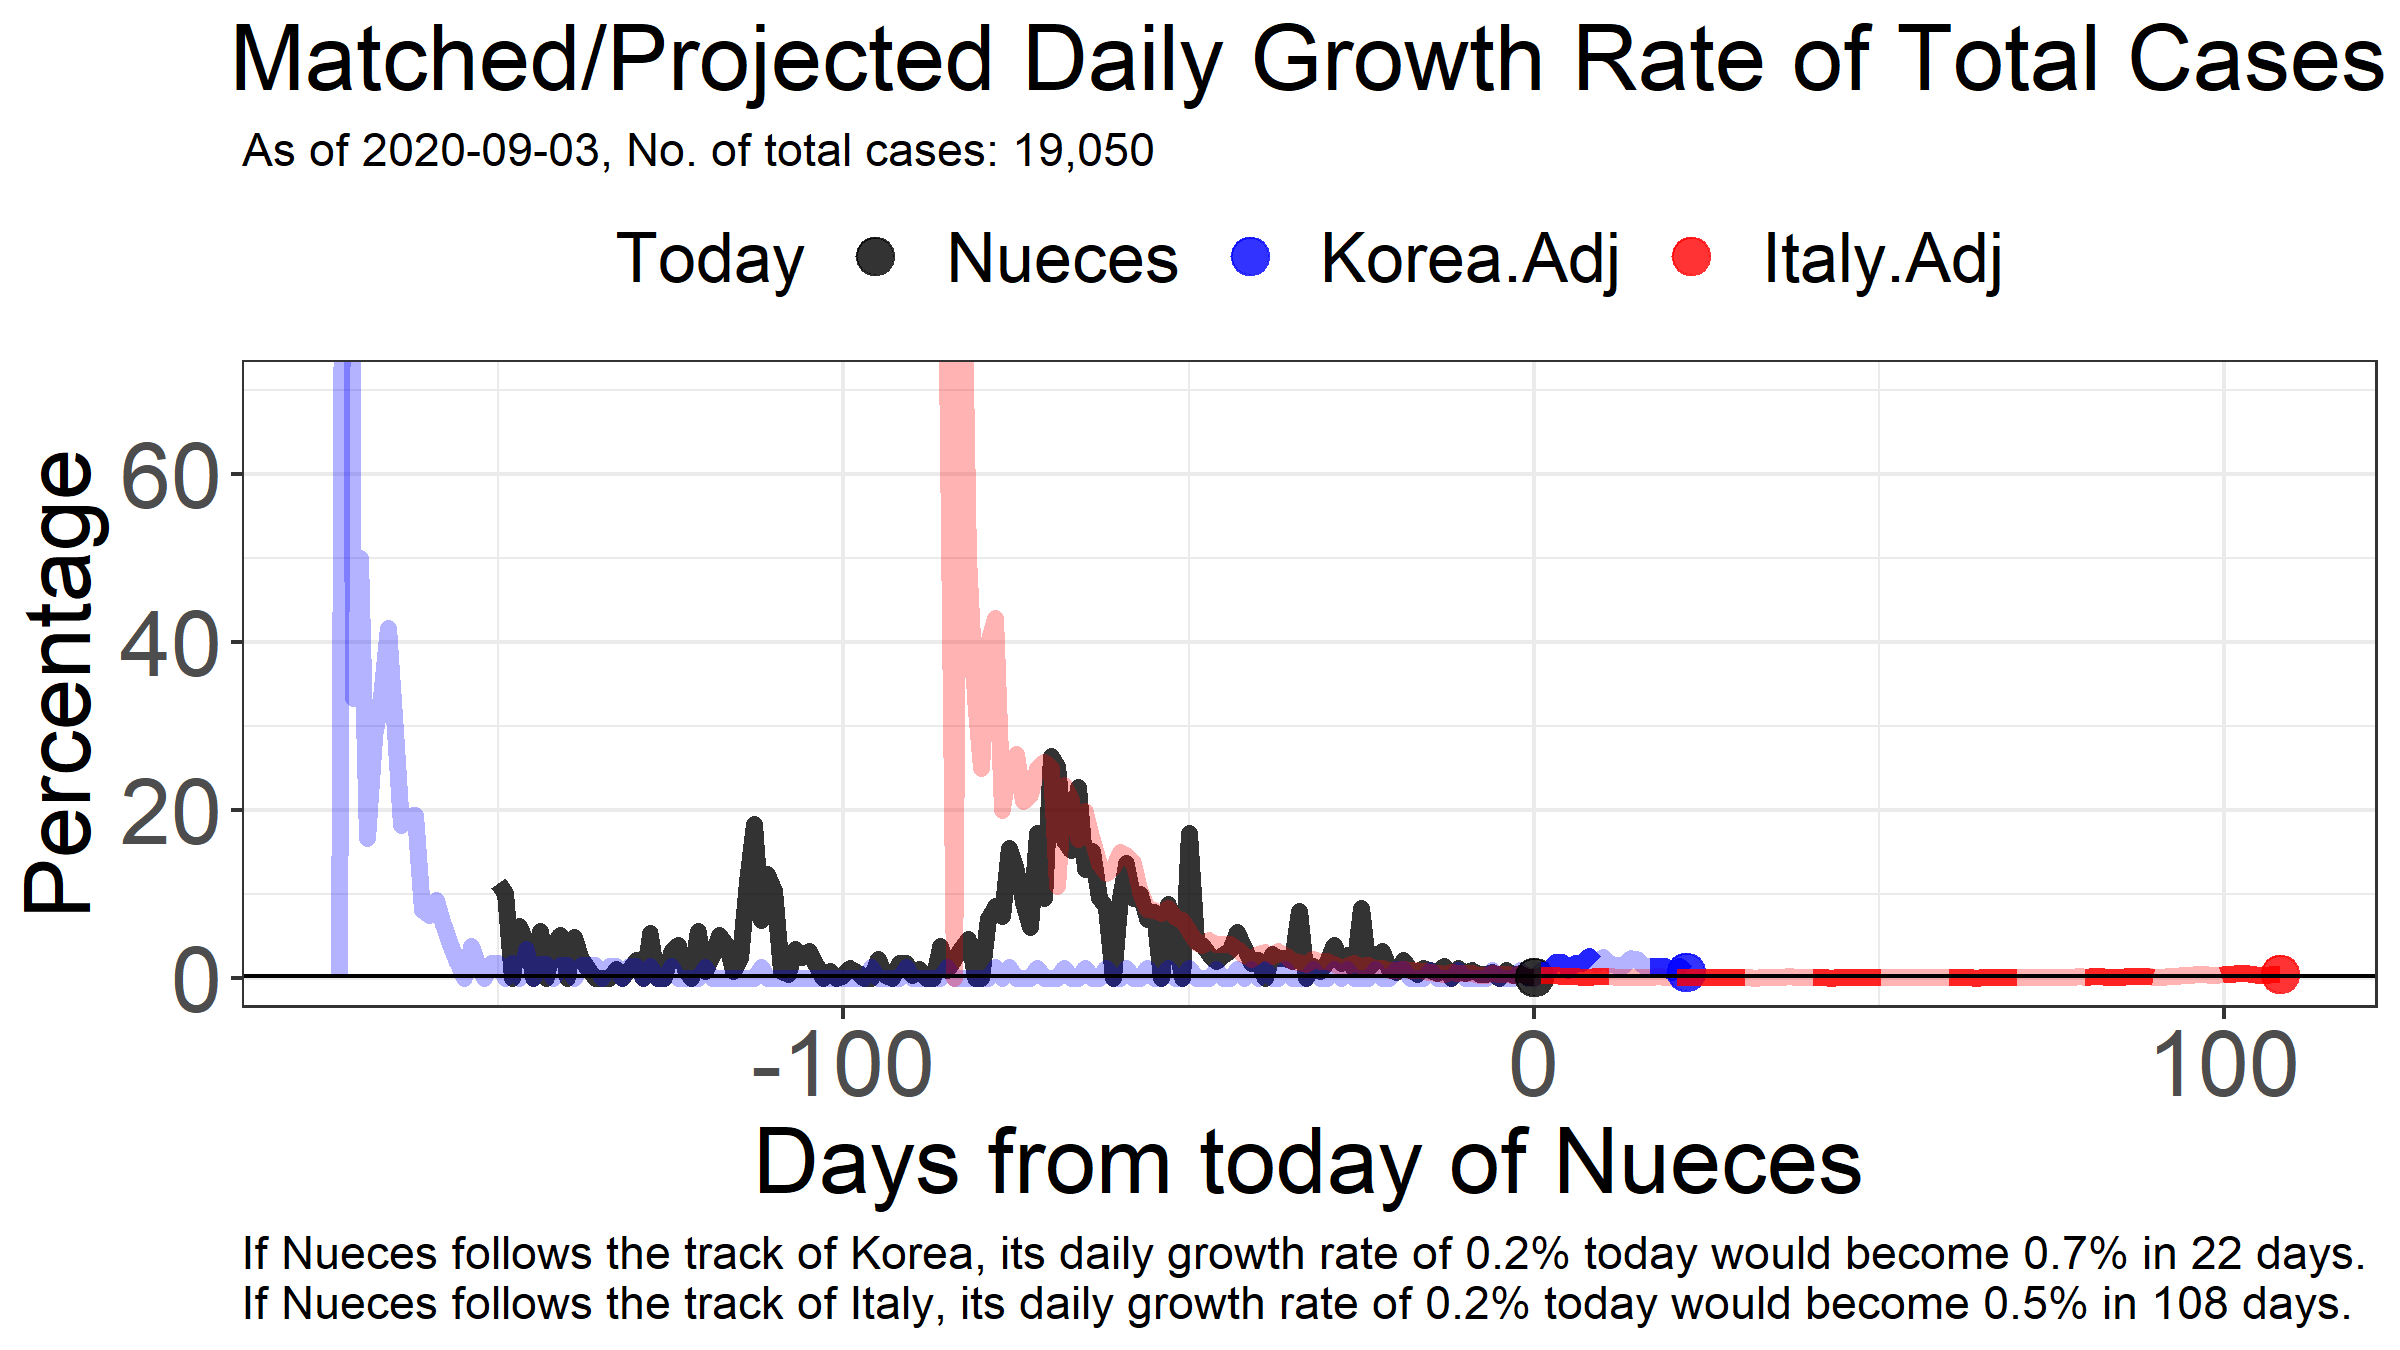 Matched/Projected Daily Growth Rate of Total Cases
As of 2020-09-03, No. of total cases: 19,050
Today Nueces Korea.Adj Italy.Adj
Percentage
60
40
20
0
-100 0 100
Days from today of Nueces
If Nueces follows the track of Korea, its daily growth rate of 0.2% today would become 0.7% in 22 days.
If Nueces follows the track of Italy, its daily growth rate of 0.2% today would become 0.5% in 108 days.